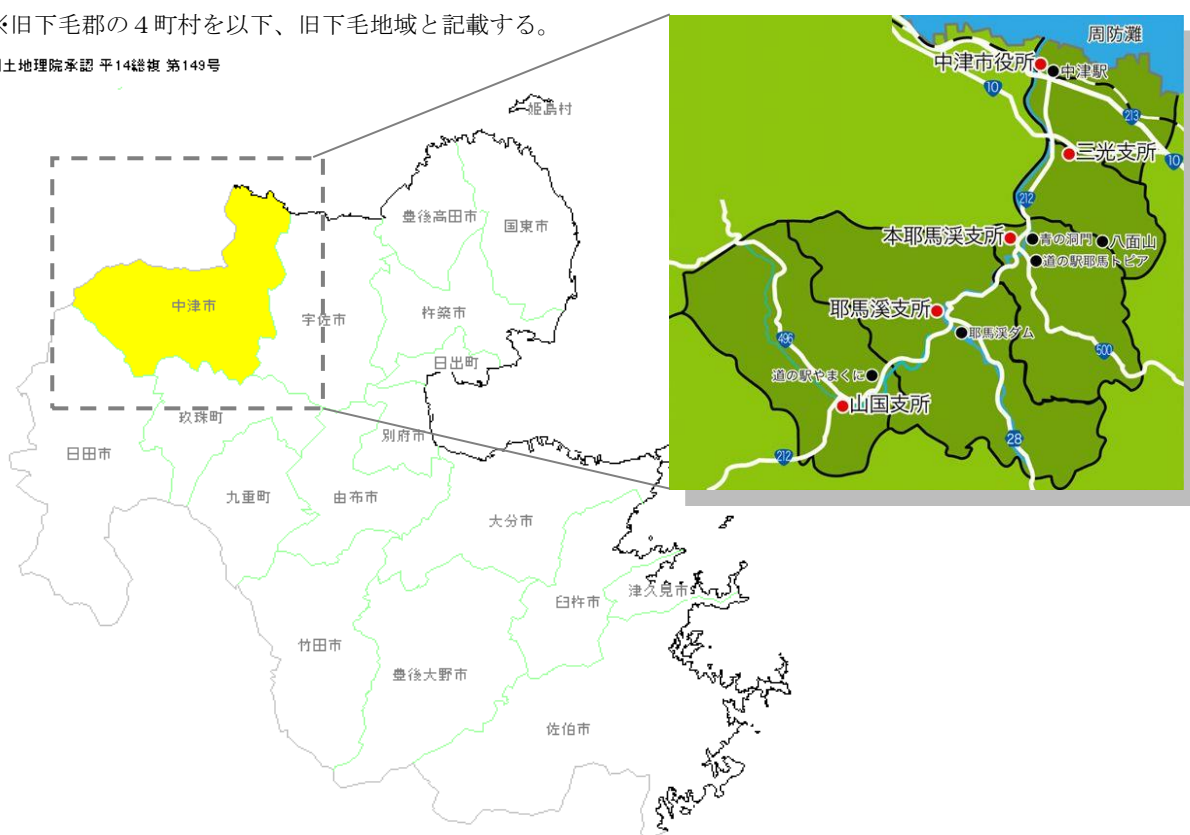 ※旧下毛郡の４町村を以下、旧下毛地域と記載する。
国土地理院承認 平14総複 第149号
姫島村
豊後高田市
国東市
中津市
宇佐市
杵築市
日出町
玖珠町
別府市
日田市
九重町
由布市
大分市
臼杵市
津久見市
竹田市
豊後大野市
佐伯市
周防灘
中津市役所
中津駅
10
213
三光支所
10
212
本耶馬渓支所
青の洞門
八面山
道の駅耶馬トピア
耶馬溪支所
耶馬溪ダム
496
500
道の駅やまくに
山国支所
28
212